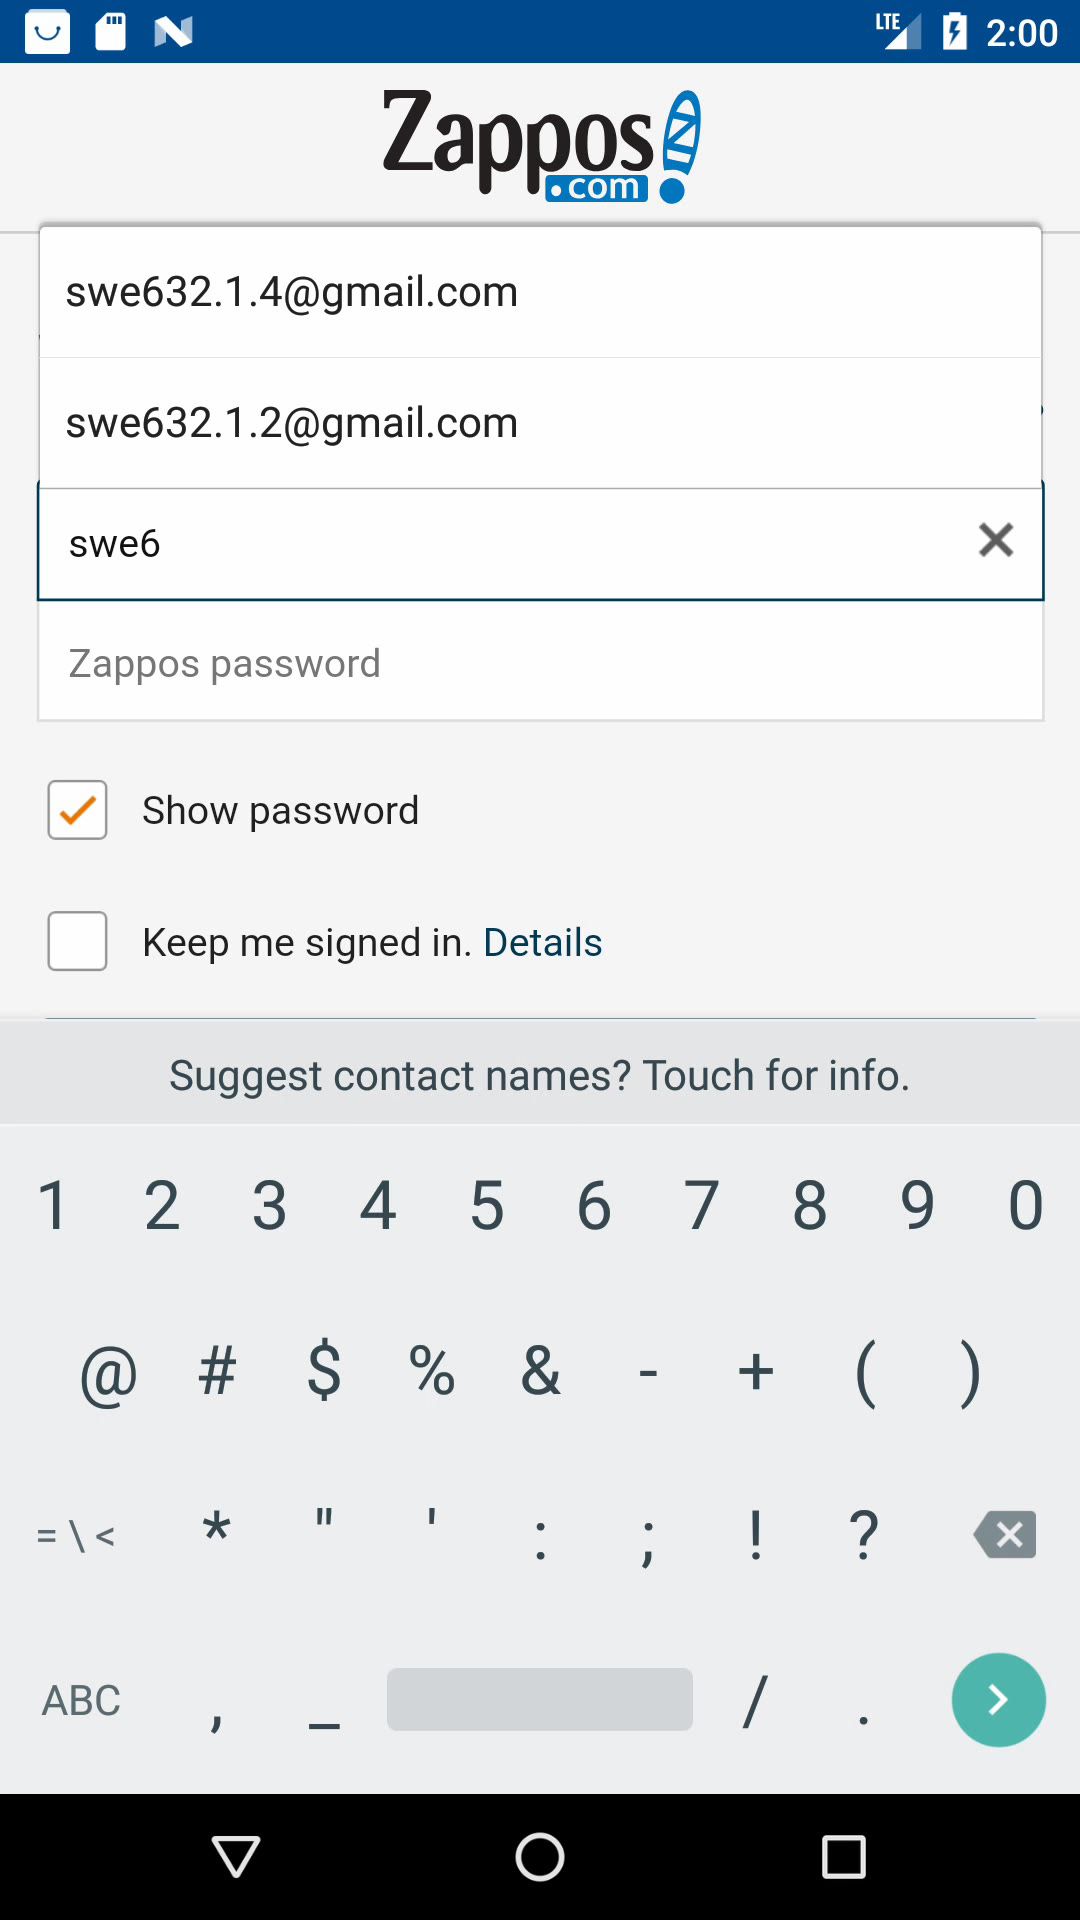 LTE 2:00
Zappos
.com
swe632.1.4@gmail.com
swe632.1.2@gmail.com
swe6
Zappos password
Show password
Keep me signed in. Details
Suggest contact names? Touch for info.
1 2 3 4 5 6 7 8 9 0
@ # $ % & - + ( )
= \ < * " ' : ; ! ?
ABC , _ / .